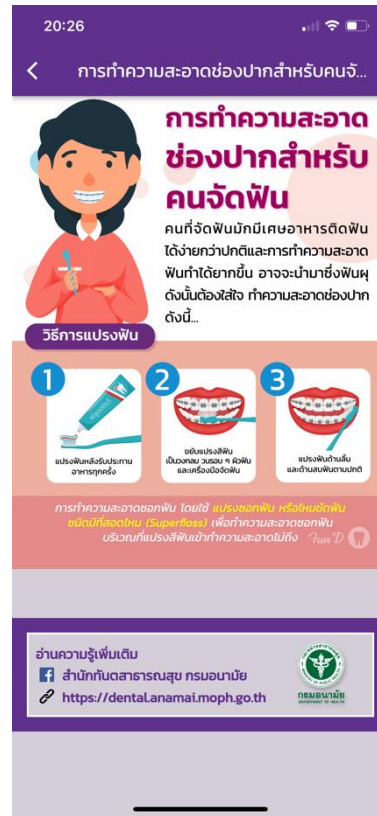 20:26
การทำความสะอาดช่องปากสำหรับคนจั...
การทำความสะอาด
ช่องปากสำหรับ
คนจัดฟัน
คนที่จัดฟันมักมีเศษอาหารติดฟัน
ได้ง่ายกว่าปกติและการทำความสะอาด
ฟันทำได้ยากขึ้น อาจจะนำมาซึ่งฟันผุ
ดังนั้นต้องใส่ใจ ทำความสะอาดช่องปาก
ดังนี้...
วิธีการแปรงฟัน
1
แปรงฟันหลังรับประทาน
อาหารทุกครั้ง
2
ขยับแปรงสีฟัน
เป็นวงกลม วนรอบ ๆ ผิวฟัน
และเครื่องมือจัดฟัน
3
แปรงฟันด้านลิ้น
และด้านสบฟันตามปกติ
การทำความสะอาดซอกฟัน โดยใช้ แปรงซอกฟัน หรือไหมขัดฟัน
ชนิดมีที่สอดไหม (Superfloss) เพื่อทำความสะอาดซอกฟัน
บริเวณที่แปรงสีฟันเข้าทำความสะอาดไม่ถึง
Fun D
อ่านความรู้เพิ่มเติม
สำนักทันตสาธารณสุข กรมอนามัย
https://dental.anamai.moph.go.th
กรมอนามัย
DEPARTMENT OF HEALTH